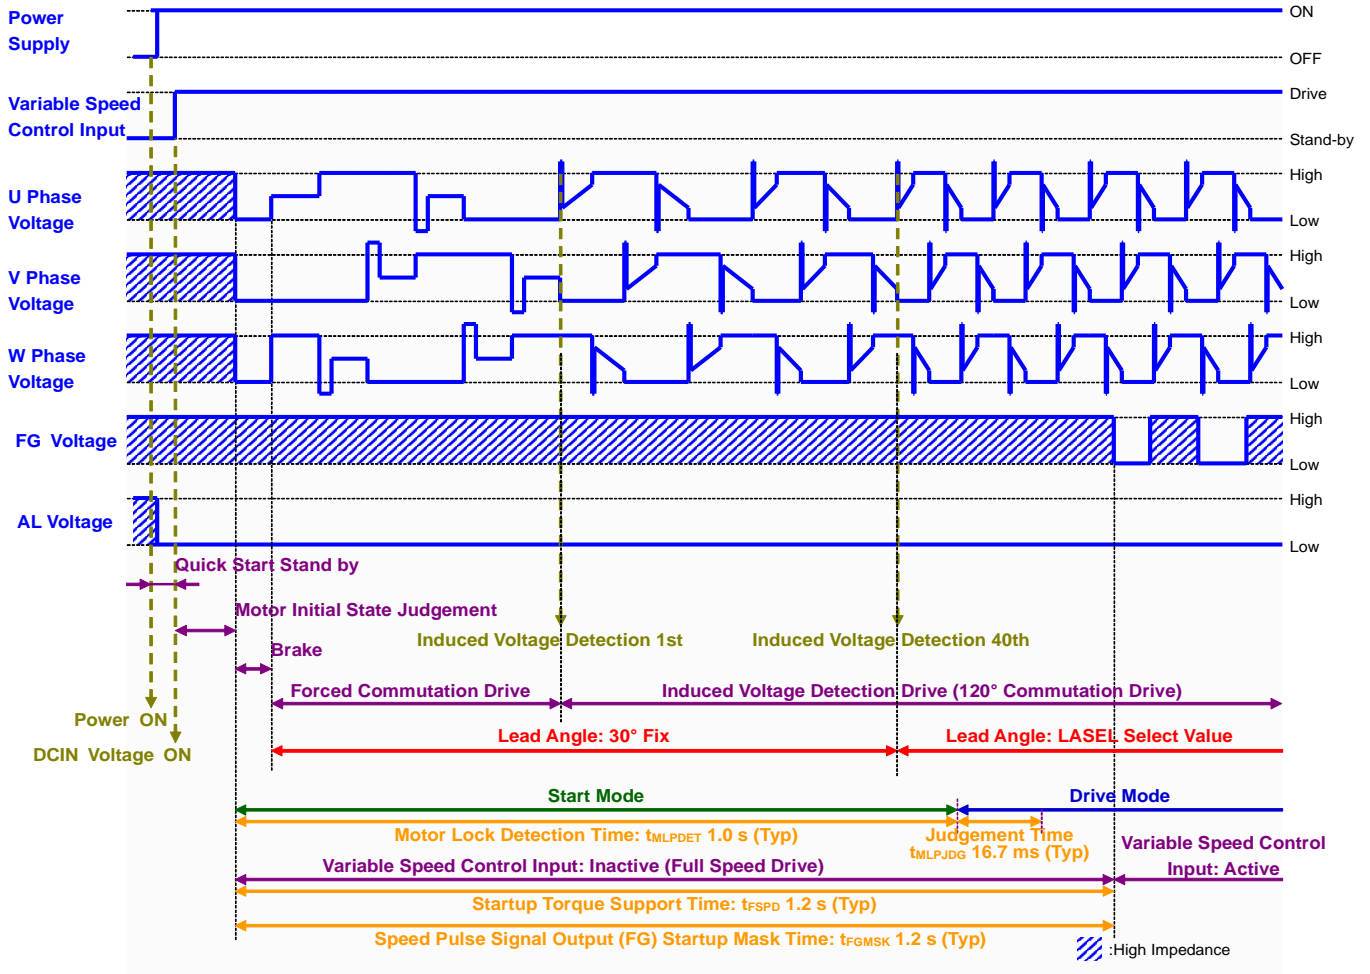 Power
Supply
ON
OFF
Variable Speed
Control Input
Drive
Stand-by
U Phase
Voltage
High
Low
V Phase
Voltage
High
Low
W Phase
Voltage
High
Low
FG Voltage
High
Low
AL Voltage
High
Low
Quick Start Stand by
Motor Initial State Judgement
Induced Voltage Detection 1st
Induced Voltage Detection 40th
Brake
Forced Commutation Drive
Induced Voltage Detection Drive (120° Commutation Drive)
Power ON
DCIN Voltage ON
Lead Angle: 30° Fix
Lead Angle: LASEL Select Value
Start Mode
Drive Mode
Motor Lock Detection Time: tMLPDET 1.0 s (Typ)
Judgement Time
tMLPJDG 16.7 ms (Typ)
Variable Speed Control
Input: Active
Variable Speed Control Input: Inactive (Full Speed Drive)
Startup Torque Support Time: tFSPD 1.2 s (Typ)
Speed Pulse Signal Output (FG) Startup Mask Time: tFGMSK 1.2 s (Typ)
:High Impedance